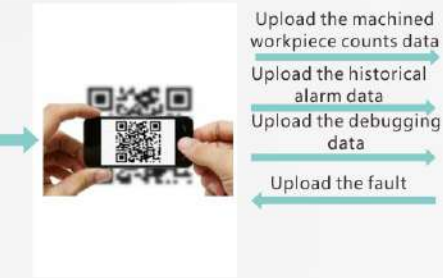 Upload the machined
workpiece counts data
Upload the historical
alarm data
Upload the debugging
data
Upload the fault